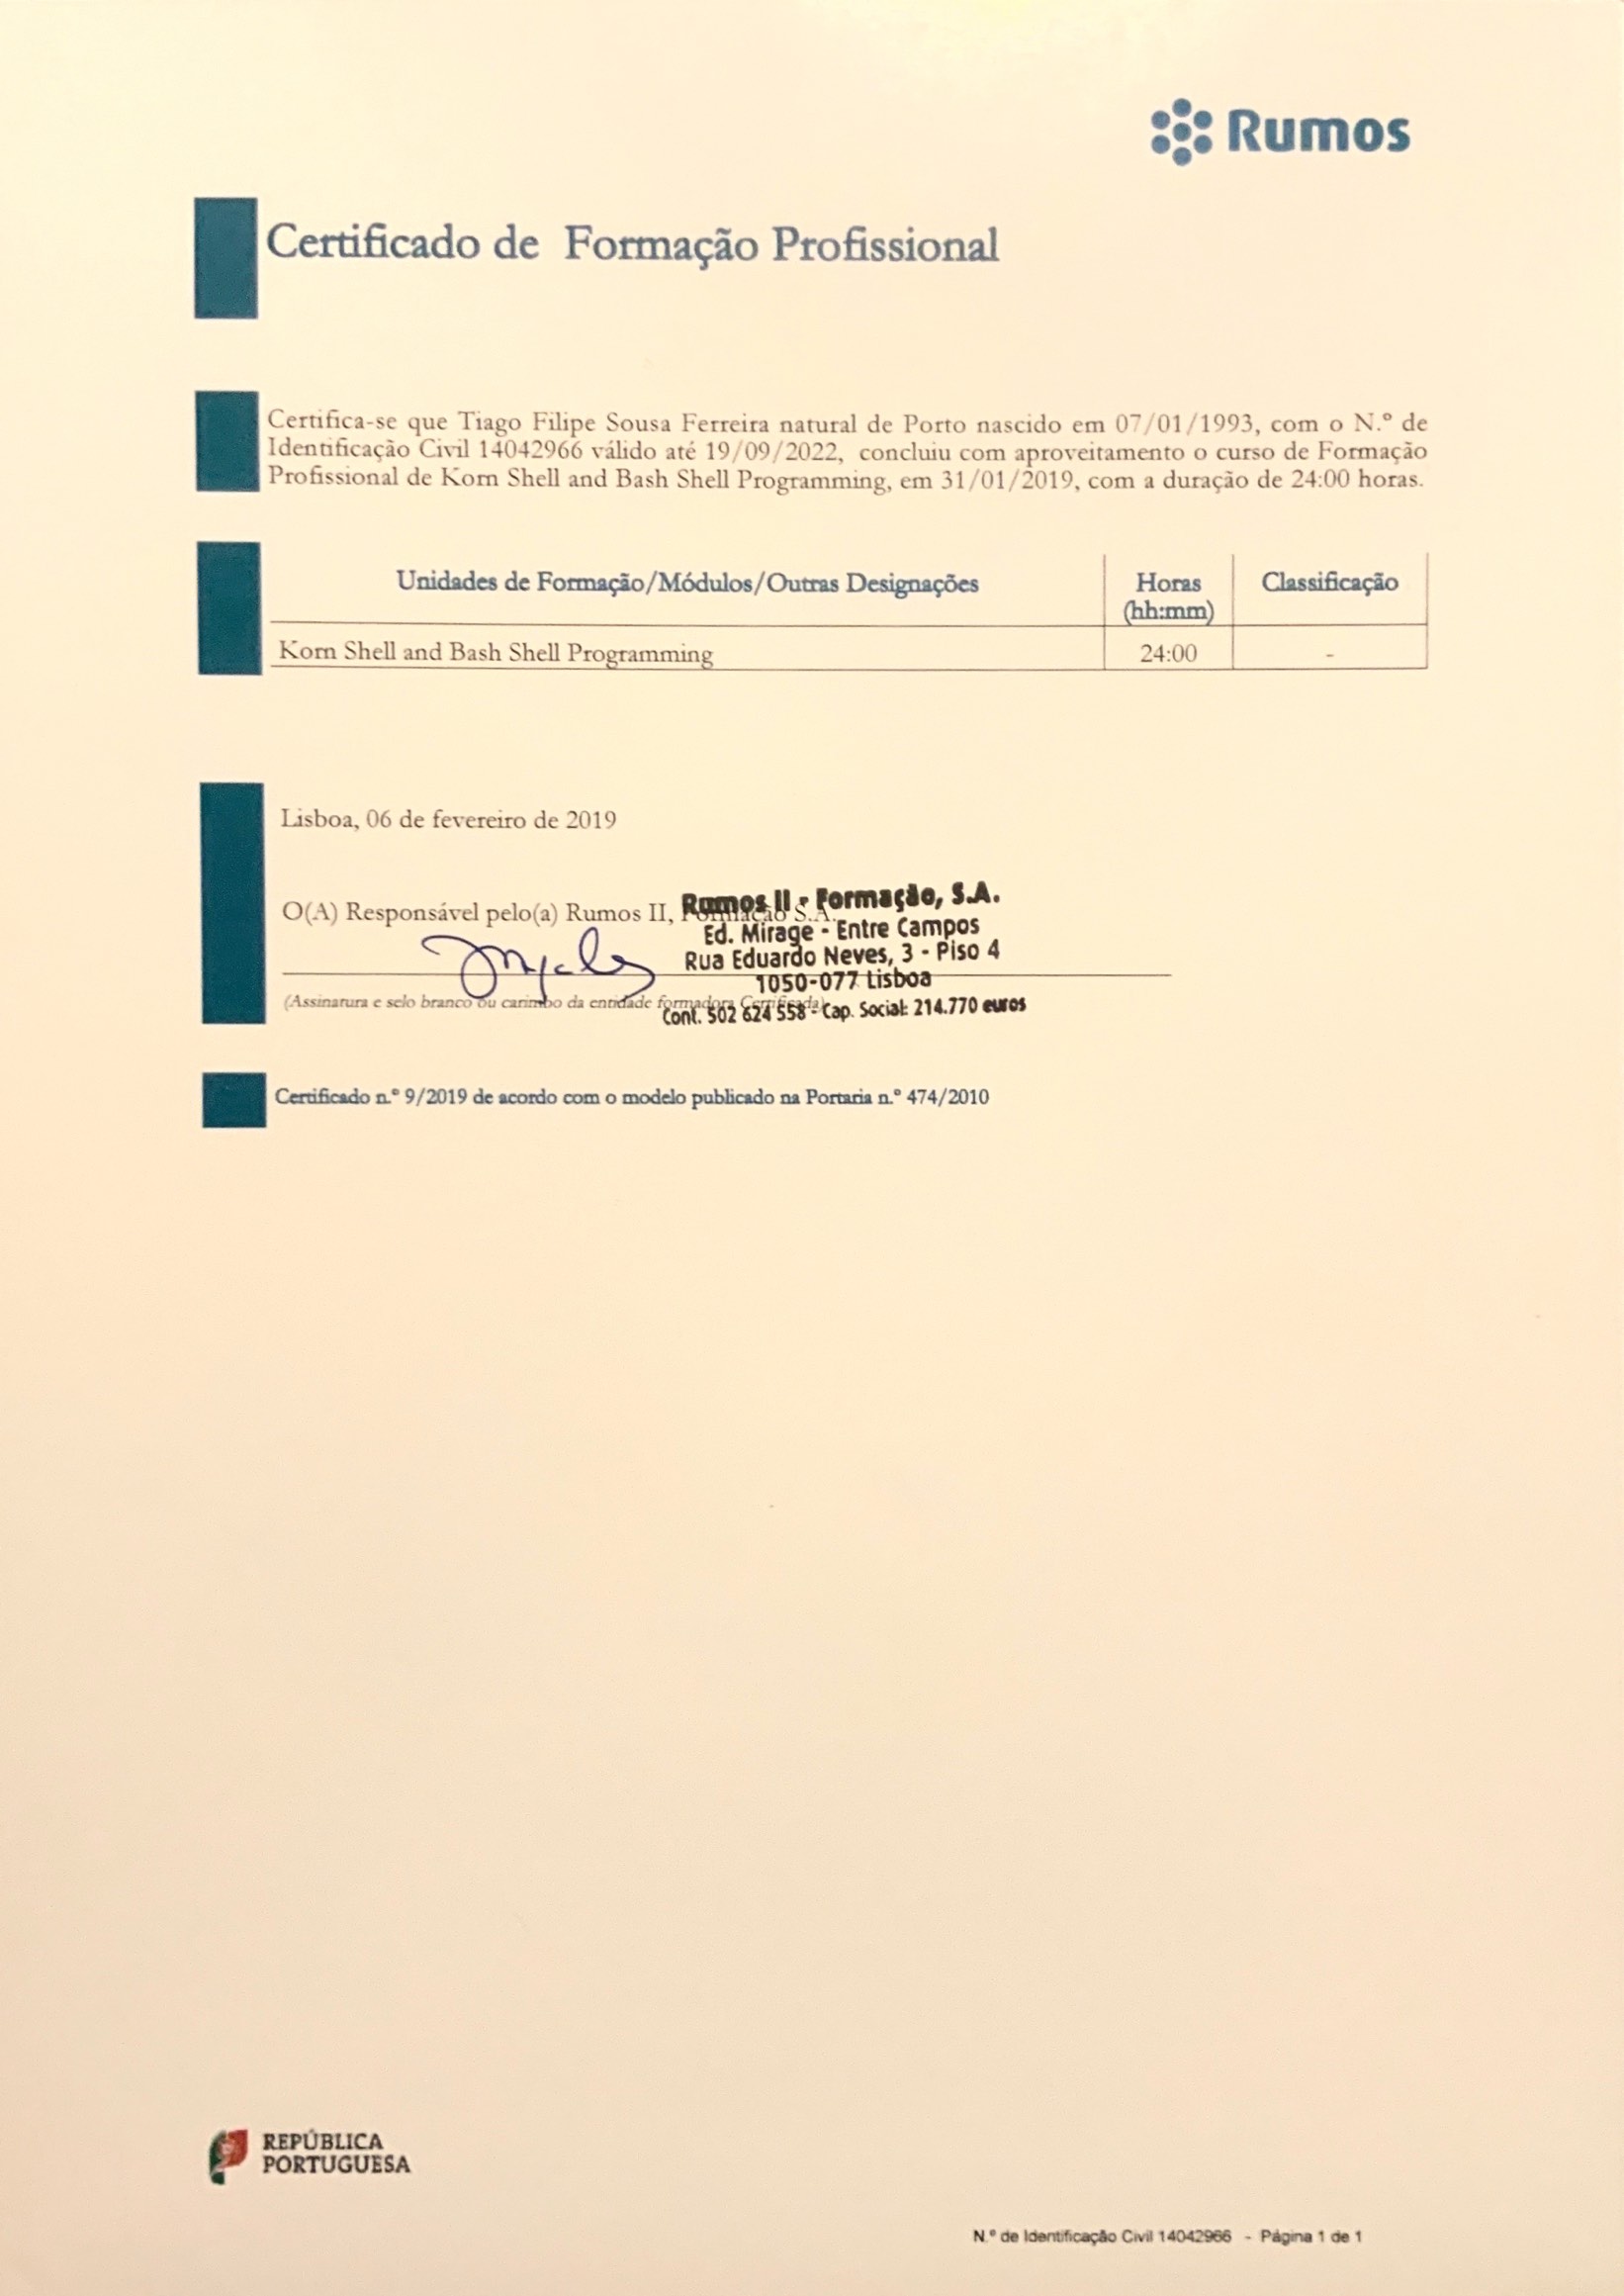 Rumos
Certificado de Formação Profissional
Certifica-se que Tiago Filipe Sousa Ferreira natural de Porto nascido em 07/01/1993, com o N.º de
Identificação Civil 14042966 válido até 19/09/2022, concluiu com aproveitamento o curso de Formação
Profissional de Korn Shell and Bash Shell Programming, em 31/01/2019, com a duração de 24:00 horas.
Unidades de Formação/Módulos/Outras Designações Horas Classificação
(hh:mm)
Korn Shell and Bash Shell Programming 24:00 -
Lisboa, 06 de fevereiro de 2019
O(A) Responsável pelo(a) Rumos II, Formação S.A.
Rumos II - Formação, S.A.
Ed. Mirage - Entre Campos
Rua Eduardo Neves, 3 - Piso 4
1050-077 Lisboa
Cont. 502 624 558 - Cap. Social: 214.770 euros
(Assinatura e selo branco ou carimbo da entidade formadora Certificada)
Certificado n.º 9/2019 de acordo com o modelo publicado na Portaria n.º 474/2010
REPÚBLICA
PORTUGUESA
N.º de Identificação Civil 14042966 - Página 1 de 1